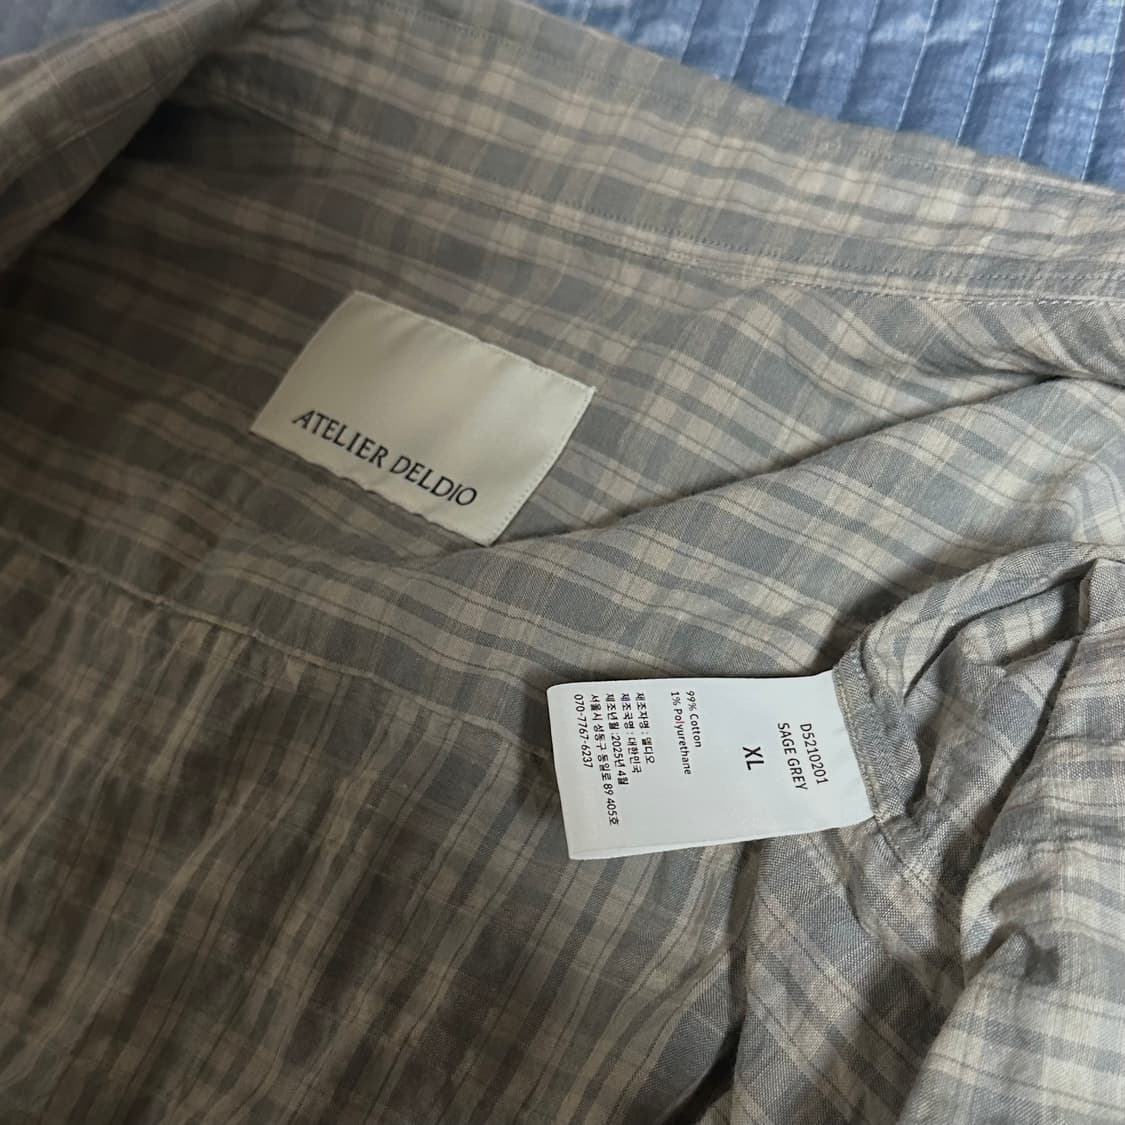 ATELIER DELDIO
D5210201
SAGE GREY
XL
99% Cotton
1% Polyurethane
제조자명 : 델디오
제조국명 : 대한민국
제조년월 : 2025년 4월
서울시 성동구 동일로 89 405호
070-7767-6237